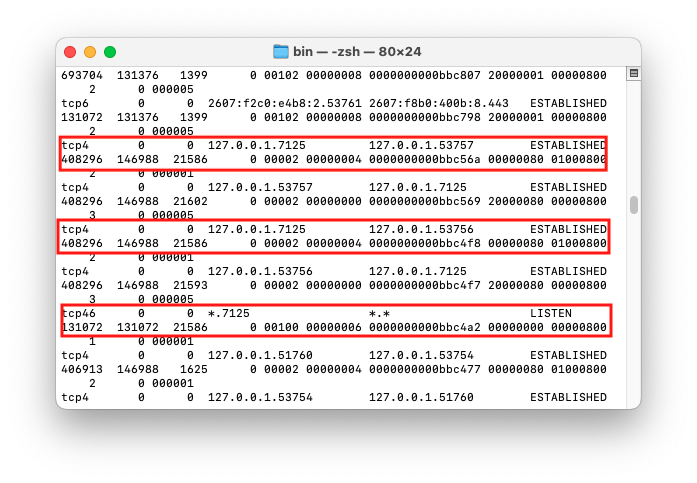 bin — -zsh — 80×24
693704  131376   1399      0 00102 00000008 0000000000bbc807 20000001 00000800
     2      0 000005
tcp6       0      0  2607:f2c0:e4b8:2.53761 2607:f8b0:400b:8.443   ESTABLISHED
131072  131376   1399      0 00102 00000008 0000000000bbc798 20000001 00000800
     2      0 000005
tcp4       0      0  127.0.0.1.7125         127.0.0.1.53757        ESTABLISHED
408296  146988  21586      0 00002 00000004 0000000000bbc56a 00000080 01000800
     2      0 000001
tcp4       0      0  127.0.0.1.53757        127.0.0.1.7125         ESTABLISHED
408296  146988  21602      0 00002 00000000 0000000000bbc569 20000080 00000800
     3      0 000005
tcp4       0      0  127.0.0.1.7125         127.0.0.1.53756        ESTABLISHED
408296  146988  21586      0 00002 00000004 0000000000bbc4f8 00000080 01000800
     2      0 000001
tcp4       0      0  127.0.0.1.53756        127.0.0.1.7125         ESTABLISHED
408296  146988  21593      0 00002 00000000 0000000000bbc4f7 20000080 00000800
     3      0 000005
tcp46      0      0  *.7125                 *.*                    LISTEN
131072  131072  21586      0 00100 00000006 0000000000bbc4a2 00000000 00000800
     1      0 000001
tcp4       0      0  127.0.0.1.51760        127.0.0.1.53754        ESTABLISHED
406913  146988   1625      0 00002 00000004 0000000000bbc477 00000080 01000800
     2      0 000001
tcp4       0      0  127.0.0.1.53754        127.0.0.1.51760        ESTABLISHED